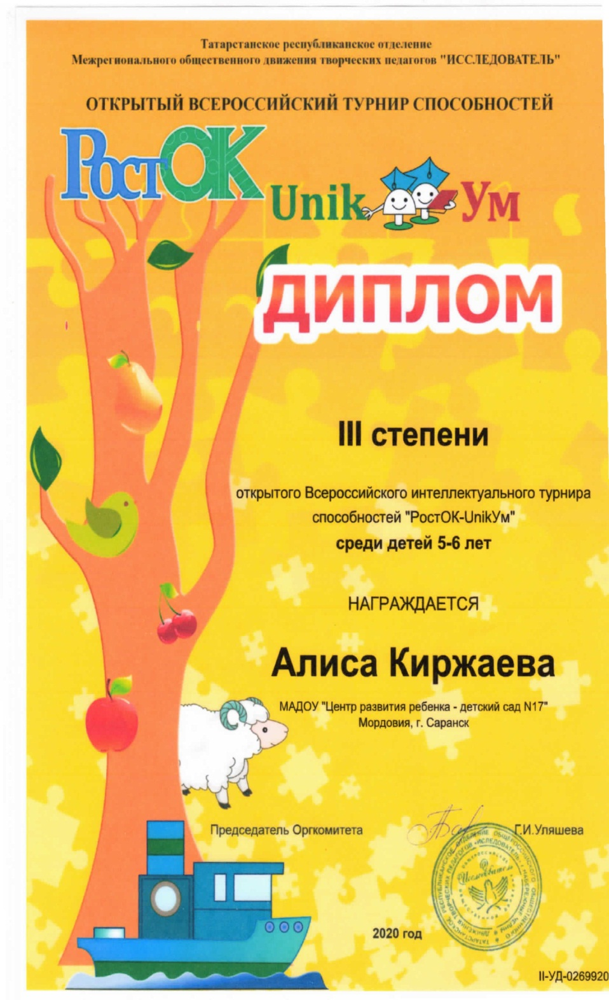 Татарстанское республиканское отделение
Межрегионального общественного движения творческих педагогов "ИССЛЕДОВАТЕЛЬ"
ОТКРЫТЫЙ ВСЕРОССИЙСКИЙ ТУРНИР СПОСОБНОСТЕЙ
РостОК
Unik Ум
ДИПЛОМ
III степени
открытого Всероссийского интеллектуального турнира
способностей "РостОК-UnikУм"
среди детей 5-6 лет
НАГРАЖДАЕТСЯ
Алиса Киржаева
МАДОУ "Центр развития ребенка - детский сад N17"
Мордовия, г. Саранск
Председатель Оргкомитета Г.И.Уляшева
Исследователь
2020 год
II-УД-0269920